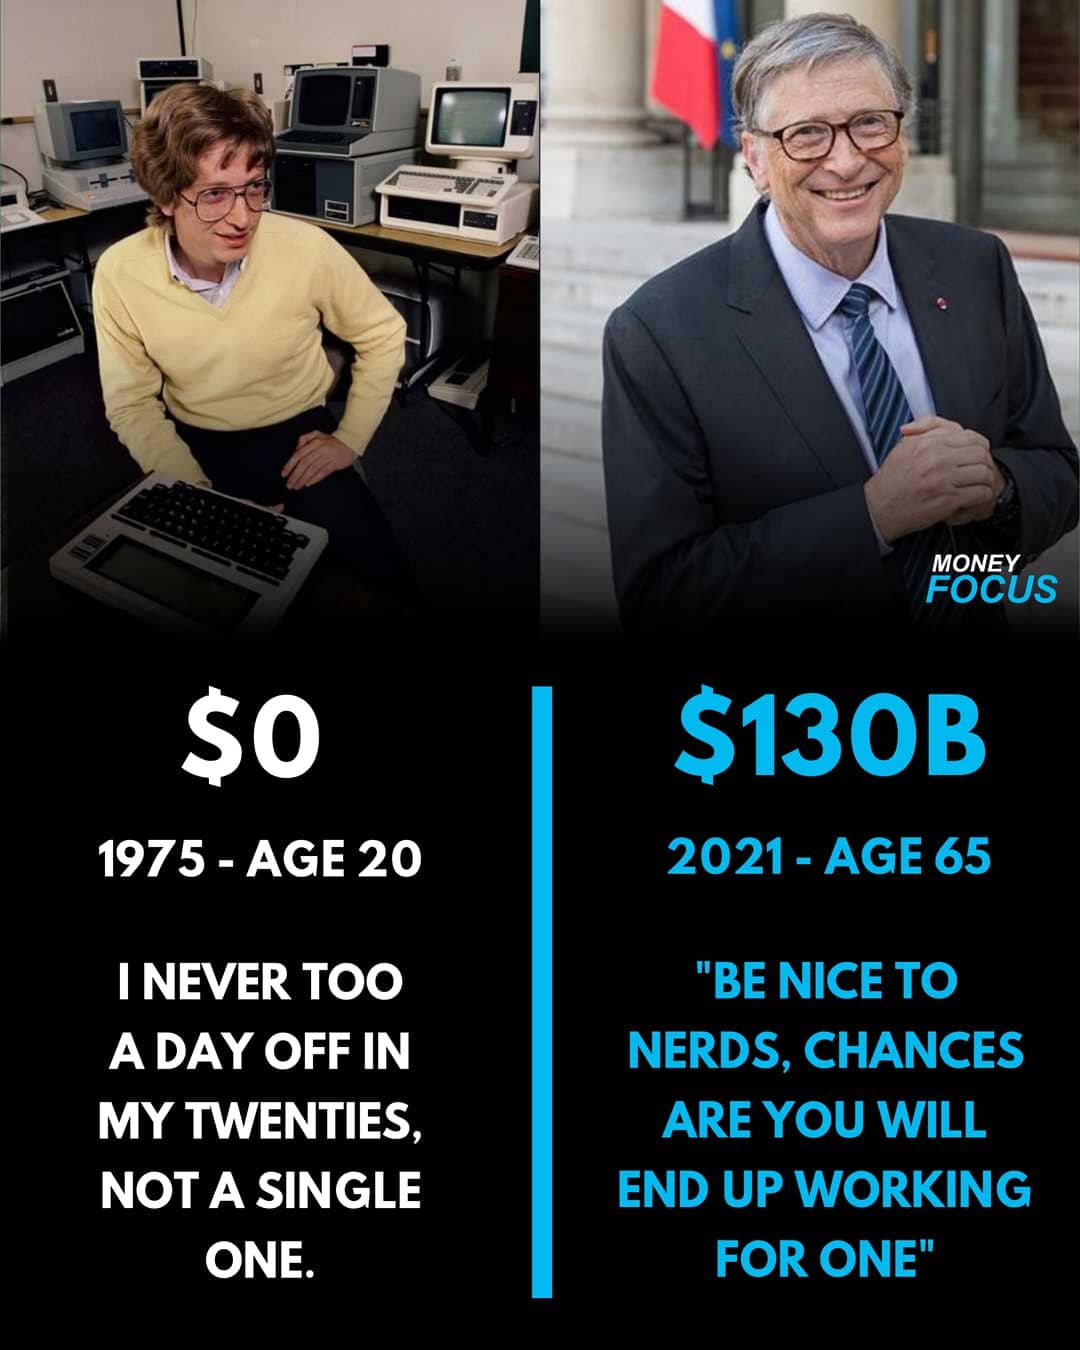 MONEY
FOCUS
$0
1975 - AGE 20
I NEVER TOO
A DAY OFF IN
MY TWENTIES,
NOT A SINGLE
ONE.
$130B
2021 - AGE 65
"BE NICE TO
NERDS, CHANCES
ARE YOU WILL
END UP WORKING
FOR ONE"